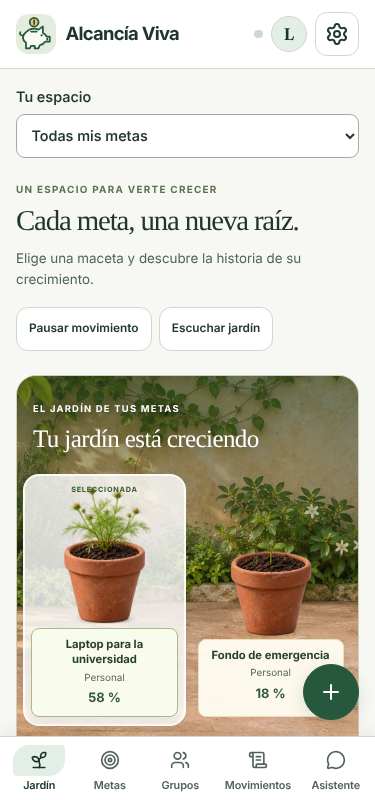 Alcancía Viva
L
Tu espacio
Todas mis metas
UN ESPACIO PARA VERTE CRECER
Cada meta, una nueva raíz.
Elige una maceta y descubre la historia de su
crecimiento.
Pausar movimiento
Escuchar jardín
EL JARDÍN DE TUS METAS
Tu jardín está creciendo
SELECCIONADA
Laptop para la
universidad
Personal
58 %
Fondo de emergencia
Personal
18 %
Jardín
Metas
Grupos
Movimientos
Asistente